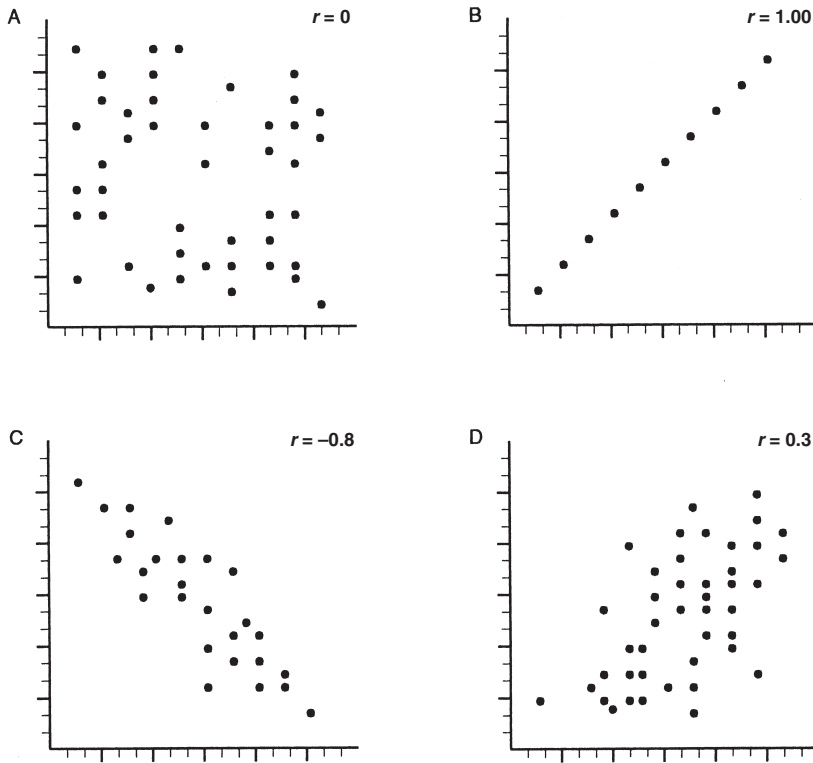 A
r = 0
B
r = 1.00
C
r = –0.8
D
r = 0.3